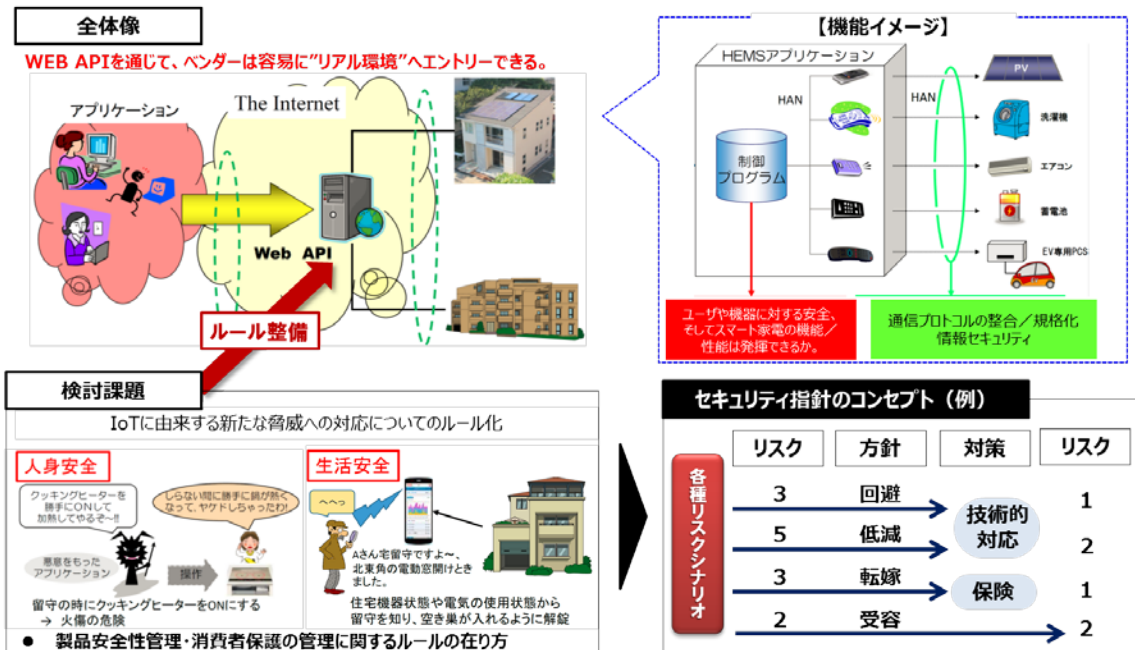 全体像
WEB APIを通じて、ベンダーは容易に”リアル環境”へエントリーできる。
アプリケーション
The Internet
Web API
ルール整備
【機能イメージ】
HEMSアプリケーション
HAN
HAN
制御
プログラム
PV
洗濯機
エアコン
蓄電池
EV専用PCS
ユーザや機器に対する安全、
そしてスマート家電の機能／
性能は発揮できるか。
通信プロトコルの整合／規格化
情報セキュリティ
検討課題
IoTに由来する新たな脅威への対応についてのルール化
人身安全
クッキングヒーターを
勝手にONして
加熱してやるぞ～!!
しらない間に勝手に鍋が熱く
なって、ヤケドしちゃったわ!
悪意をもった
アプリケーション
操作
留守の時にクッキングヒーターをONにする
→ 火傷の危険
生活安全
へへっ
Aさん宅留守ですよ～、
北東角の電動窓開けとき
ました。
住宅機器状態や電気の使用状態から
留守を知り、空き巣が入れるように解錠
● 製品安全性管理・消費者保護の管理に関するルールの在り方
セキュリティ指針のコンセプト（例）
リスク 方針 対策 リスク
各種リスクシナリオ
3 回避 1
技術的
対応
5 低減 2
3 転嫁 保険 1
2 受容 2